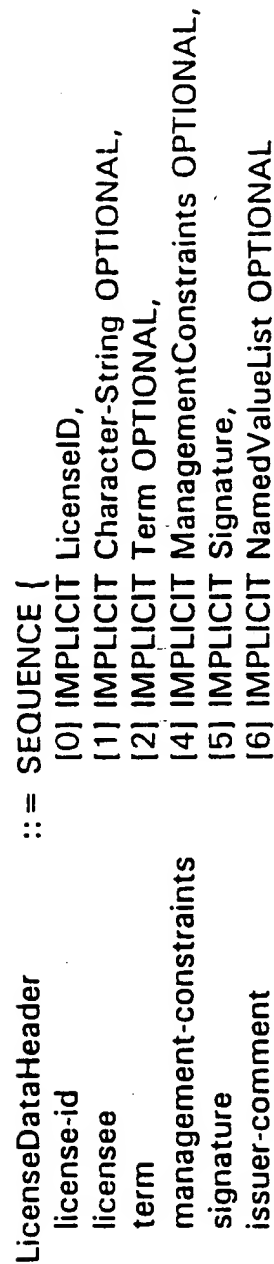 LicenseDataHeader ::= SEQUENCE {
license-id [0] IMPLICIT LicenseID,
licensee [1] IMPLICIT Character-String OPTIONAL,
term [2] IMPLICIT Term OPTIONAL,
management-constraints [4] IMPLICIT ManagementConstraints OPTIONAL,
signature [5] IMPLICIT Signature,
issuer-comment [6] IMPLICIT NamedValueList OPTIONAL